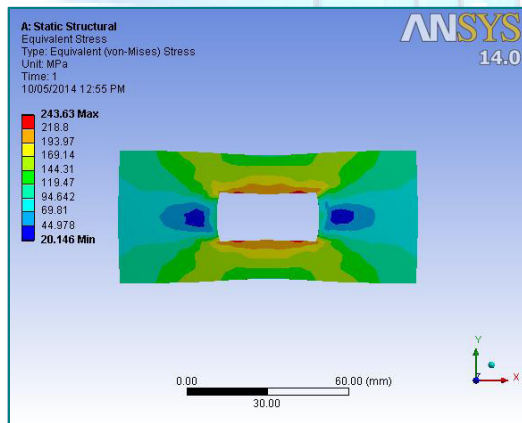 A: Static Structural
Equivalent Stress
Type: Equivalent (von-Mises) Stress
Unit: MPa
Time: 1
10/05/2014 12:55 PM
ANSYS
14.0
243.63 Max
218.8
193.97
169.14
144.31
119.47
94.642
69.81
44.978
20.146 Min
0.00
60.00 (mm)
30.00
Y
Z
X